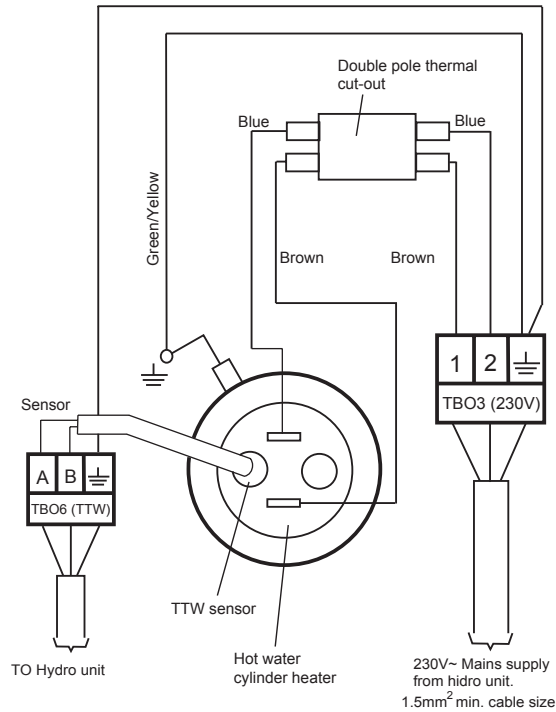 Double pole thermal
cut-out
Blue
Blue
Green/Yellow
Brown
Brown
1 2
TBO3 (230V)
Sensor
A B
TBO6 (TTW)
TTW sensor
TO Hydro unit
Hot water
cylinder heater
230V~ Mains supply
from hidro unit.
1.5mm² min. cable size